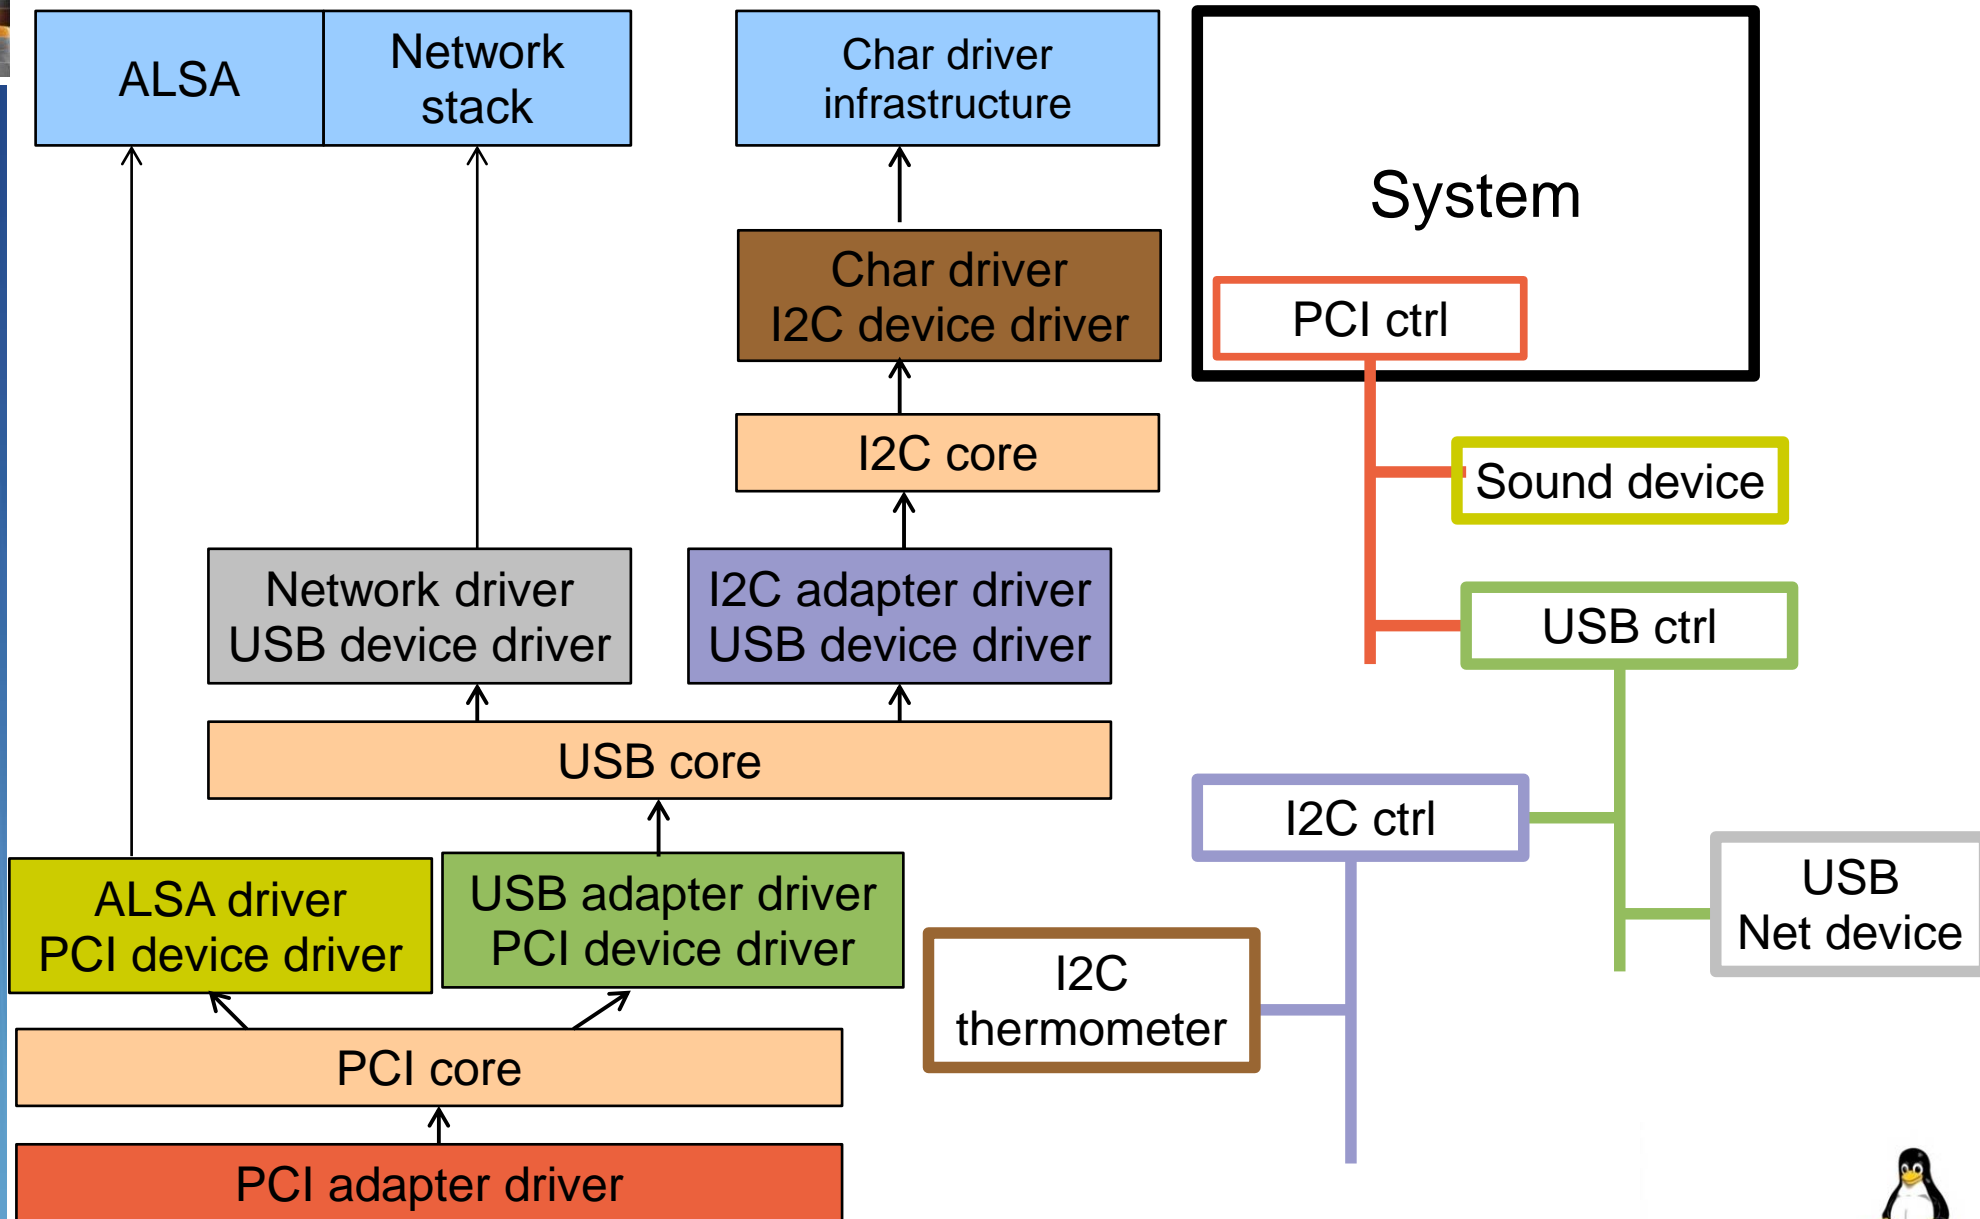 ALSA
Network
stack
Char driver
infrastructure
System
Char driver
I2C device driver
PCI ctrl
I2C core
Sound device
Network driver
USB device driver
I2C adapter driver
USB device driver
USB ctrl
USB core
I2C ctrl
ALSA driver
PCI device driver
USB adapter driver
PCI device driver
USB
Net device
I2C
thermometer
PCI core
PCI adapter driver